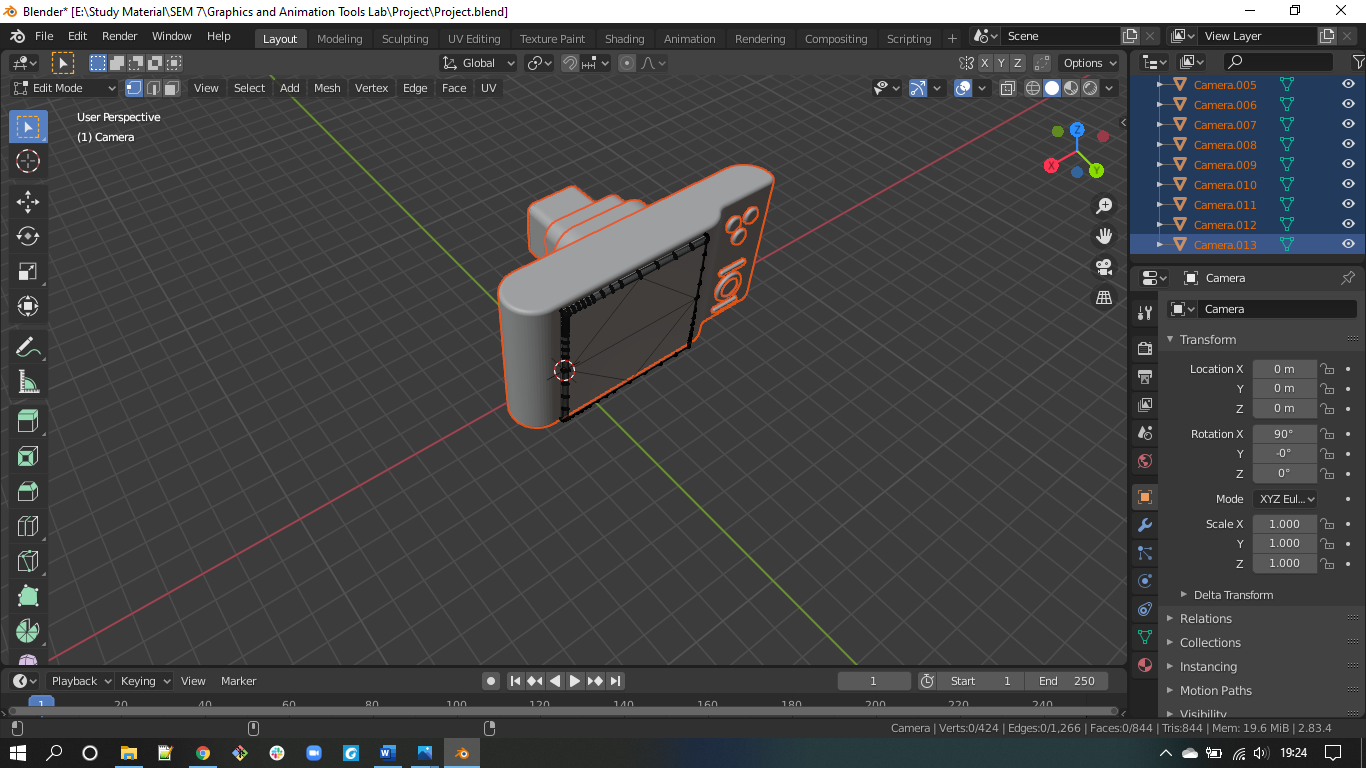 Blender* [E:\Study Material\SEM 7\Graphics and Animation Tools Lab\Project\Project.blend]
File Edit Render Window Help Layout Modeling Sculpting UV Editing Texture Paint Shading Animation Rendering Compositing Scripting + Scene View Layer
Global X Y Z Options
Edit Mode View Select Add Mesh Vertex Edge Face UV
User Perspective
(1) Camera
Z
X
Y
Camera.005
Camera.006
Camera.007
Camera.008
Camera.009
Camera.010
Camera.011
Camera.012
Camera.013
Camera
Camera
Transform
Location X 0 m
Y 0 m
Z 0 m
Rotation X 90°
Y -0°
Z 0°
Mode XYZ Eul...
Scale X 1.000
Y 1.000
Z 1.000
Delta Transform
Relations
Collections
Instancing
Motion Paths
Visibility
Playback Keying View Marker 1 Start 1 End 250
1 20 40 60 80 100 120 140 160 180 200 220 240
Camera | Verts:0/424 | Edges:0/1,266 | Faces:0/844 | Tris:844 | Mem: 19.6 MiB | 2.83.4
19:24